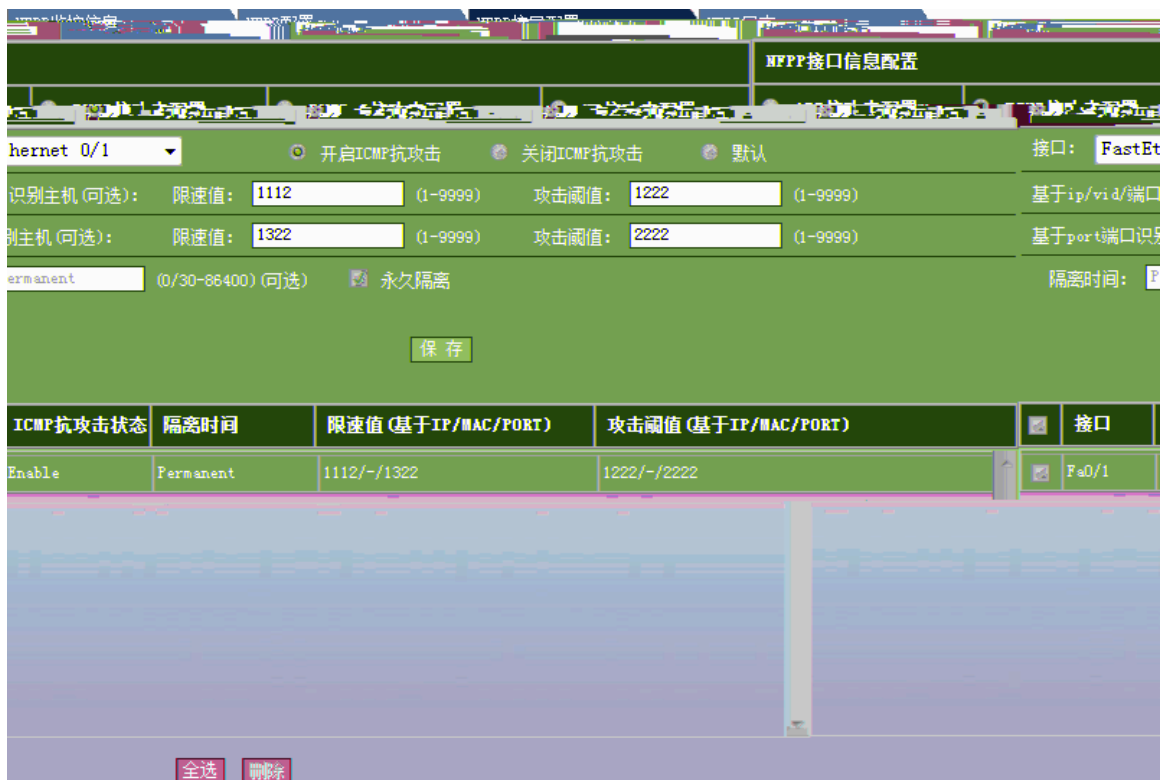 NFPP接口信息配置
hernet 0/1 开启ICMP抗攻击 关闭ICMP抗攻击 默认 接口: FastEt
识别主机(可选): 限速值: 1112 (1-9999) 攻击阈值: 1222 (1-9999) 基于ip/vid/端口
别主机(可选): 限速值: 1322 (1-9999) 攻击阈值: 2222 (1-9999) 基于port端口识别
ermanent (0/30-86400)(可选) 永久隔离 隔离时间: P
保 存
ICMP抗攻击状态 隔离时间 限速值(基于IP/MAC/PORT) 攻击阈值(基于IP/MAC/PORT) 接口
Enable Permanent 1112/-/1322 1222/-/2222 Fa0/1
全选 删除